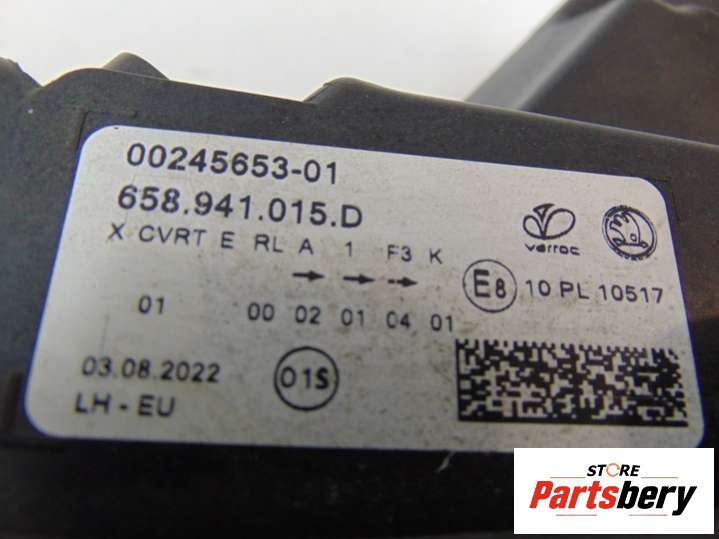 00245653-01
658.941.015.D
X CVRT E RL A 1 F3 K
varroc
E8 10 PL 10517
01 00 02 01 04 01
03.08.2022
01S
LH - EU
STORE
Partsbery